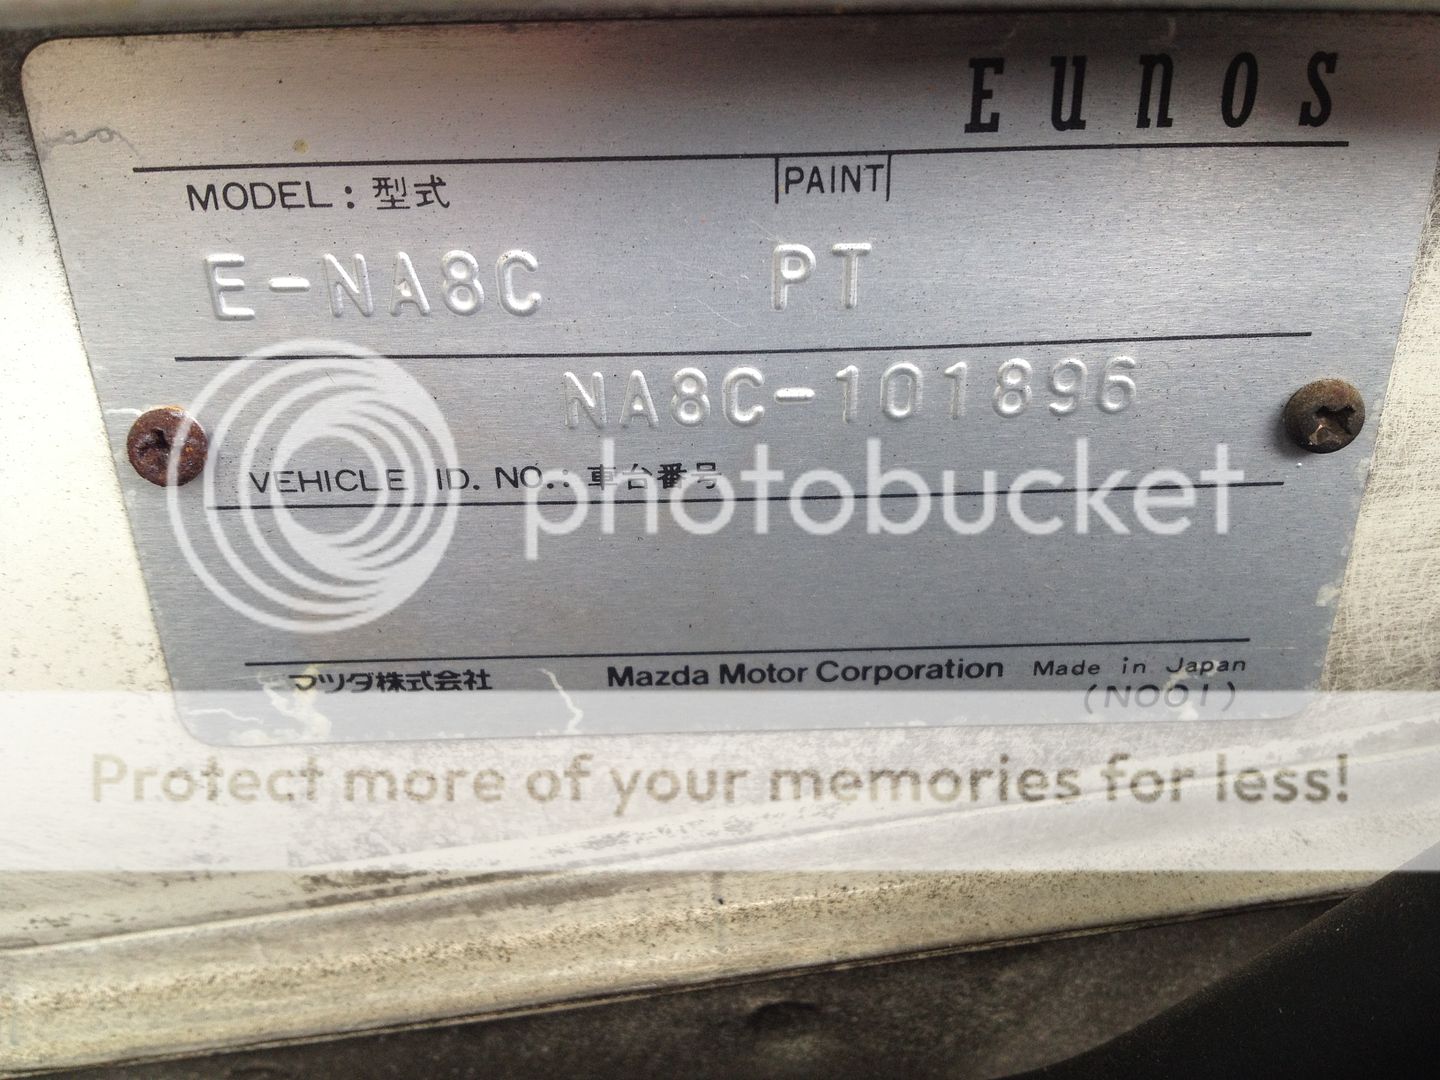 EUNOS
MODEL : 型式 PAINT
E-NA8C PT
NA8C-101896
VEHICLE ID. NO. : 車台番号
photobucket
マツダ株式会社 Mazda Motor Corporation Made in Japan
(N001)
Protect more of your memories for less!